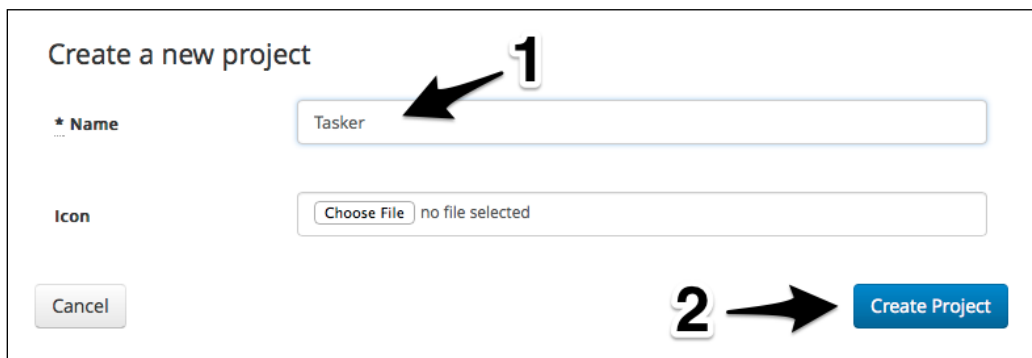 Create a new project
1
* Name
Tasker
Icon
Choose File no file selected
Cancel
2
Create Project